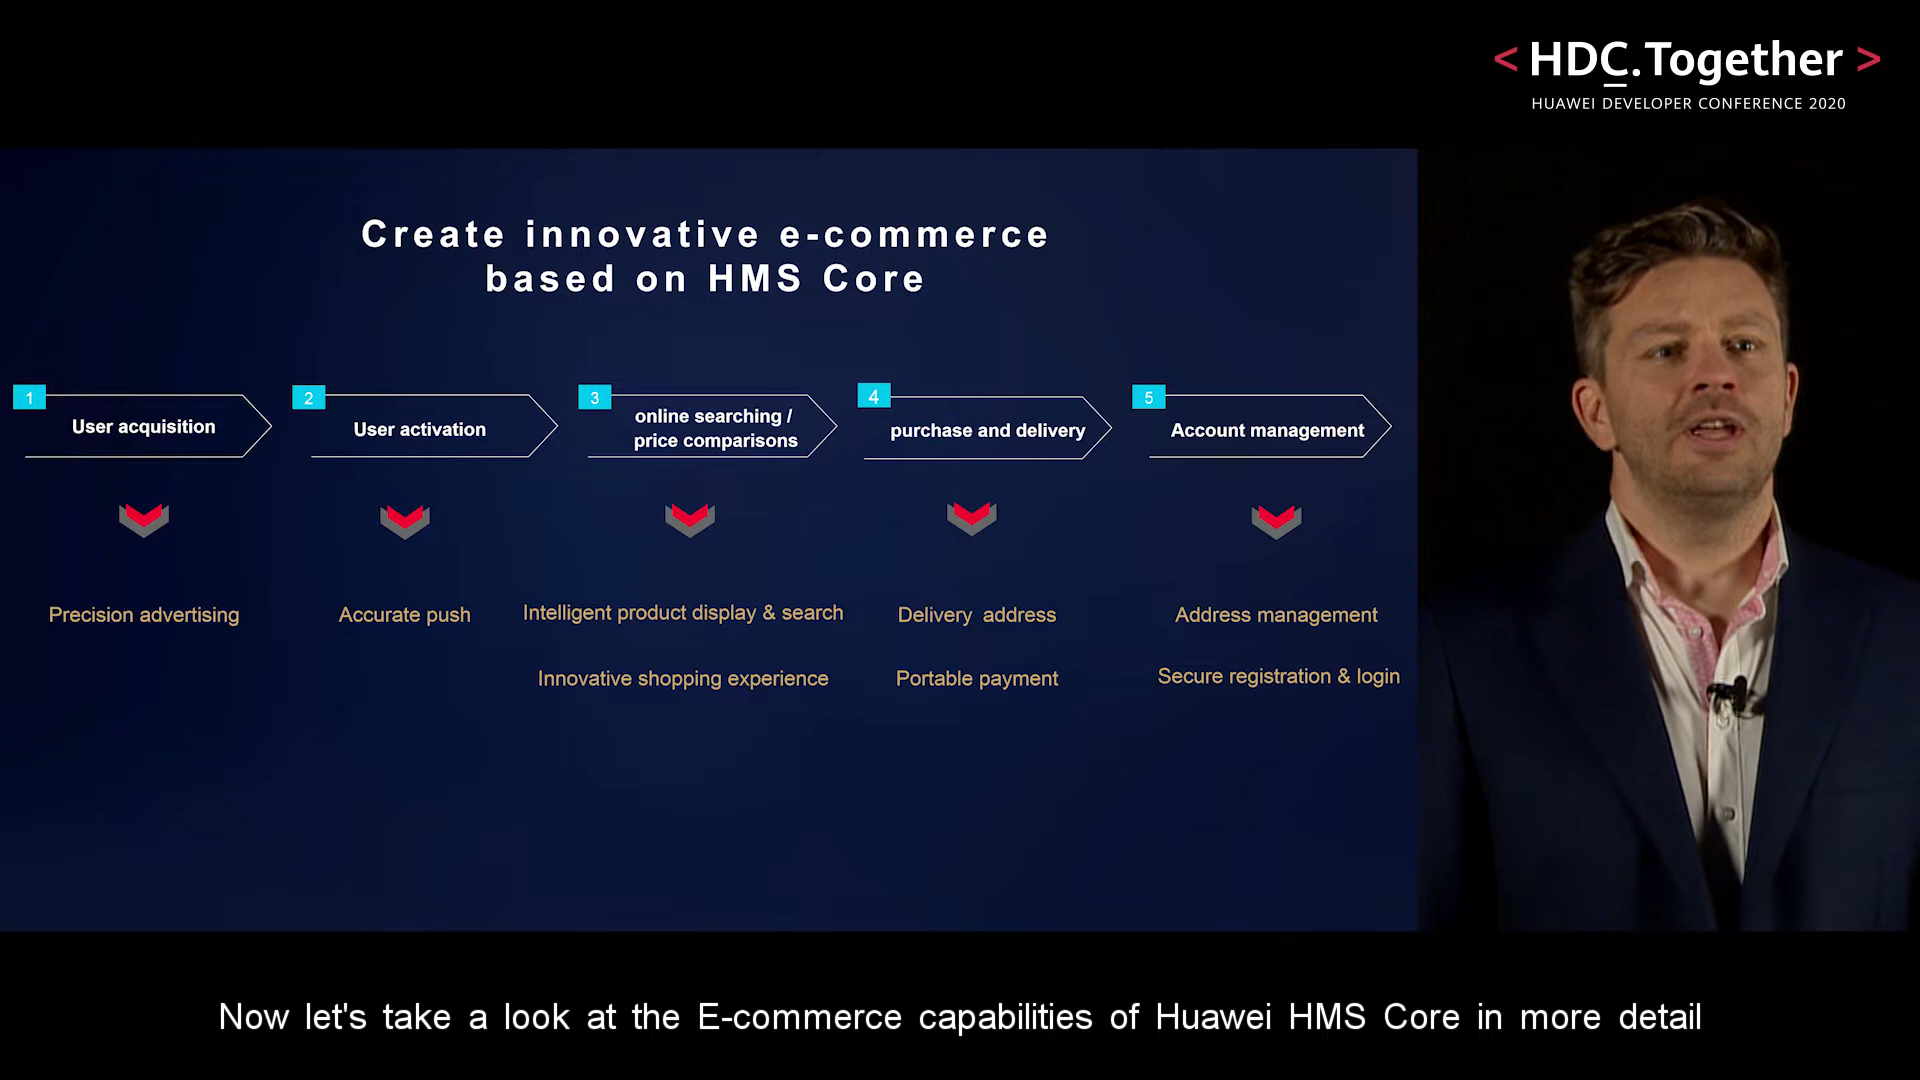 < HDC.Together >
HUAWEI DEVELOPER CONFERENCE 2020
Create innovative e-commerce
based on HMS Core
1
User acquisition
2
User activation
3
online searching /
price comparisons
4
purchase and delivery
5
Account management
Precision advertising
Accurate push
Intelligent product display & search
Innovative shopping experience
Delivery address
Portable payment
Address management
Secure registration & login
Now let's take a look at the E-commerce capabilities of Huawei HMS Core in more detail